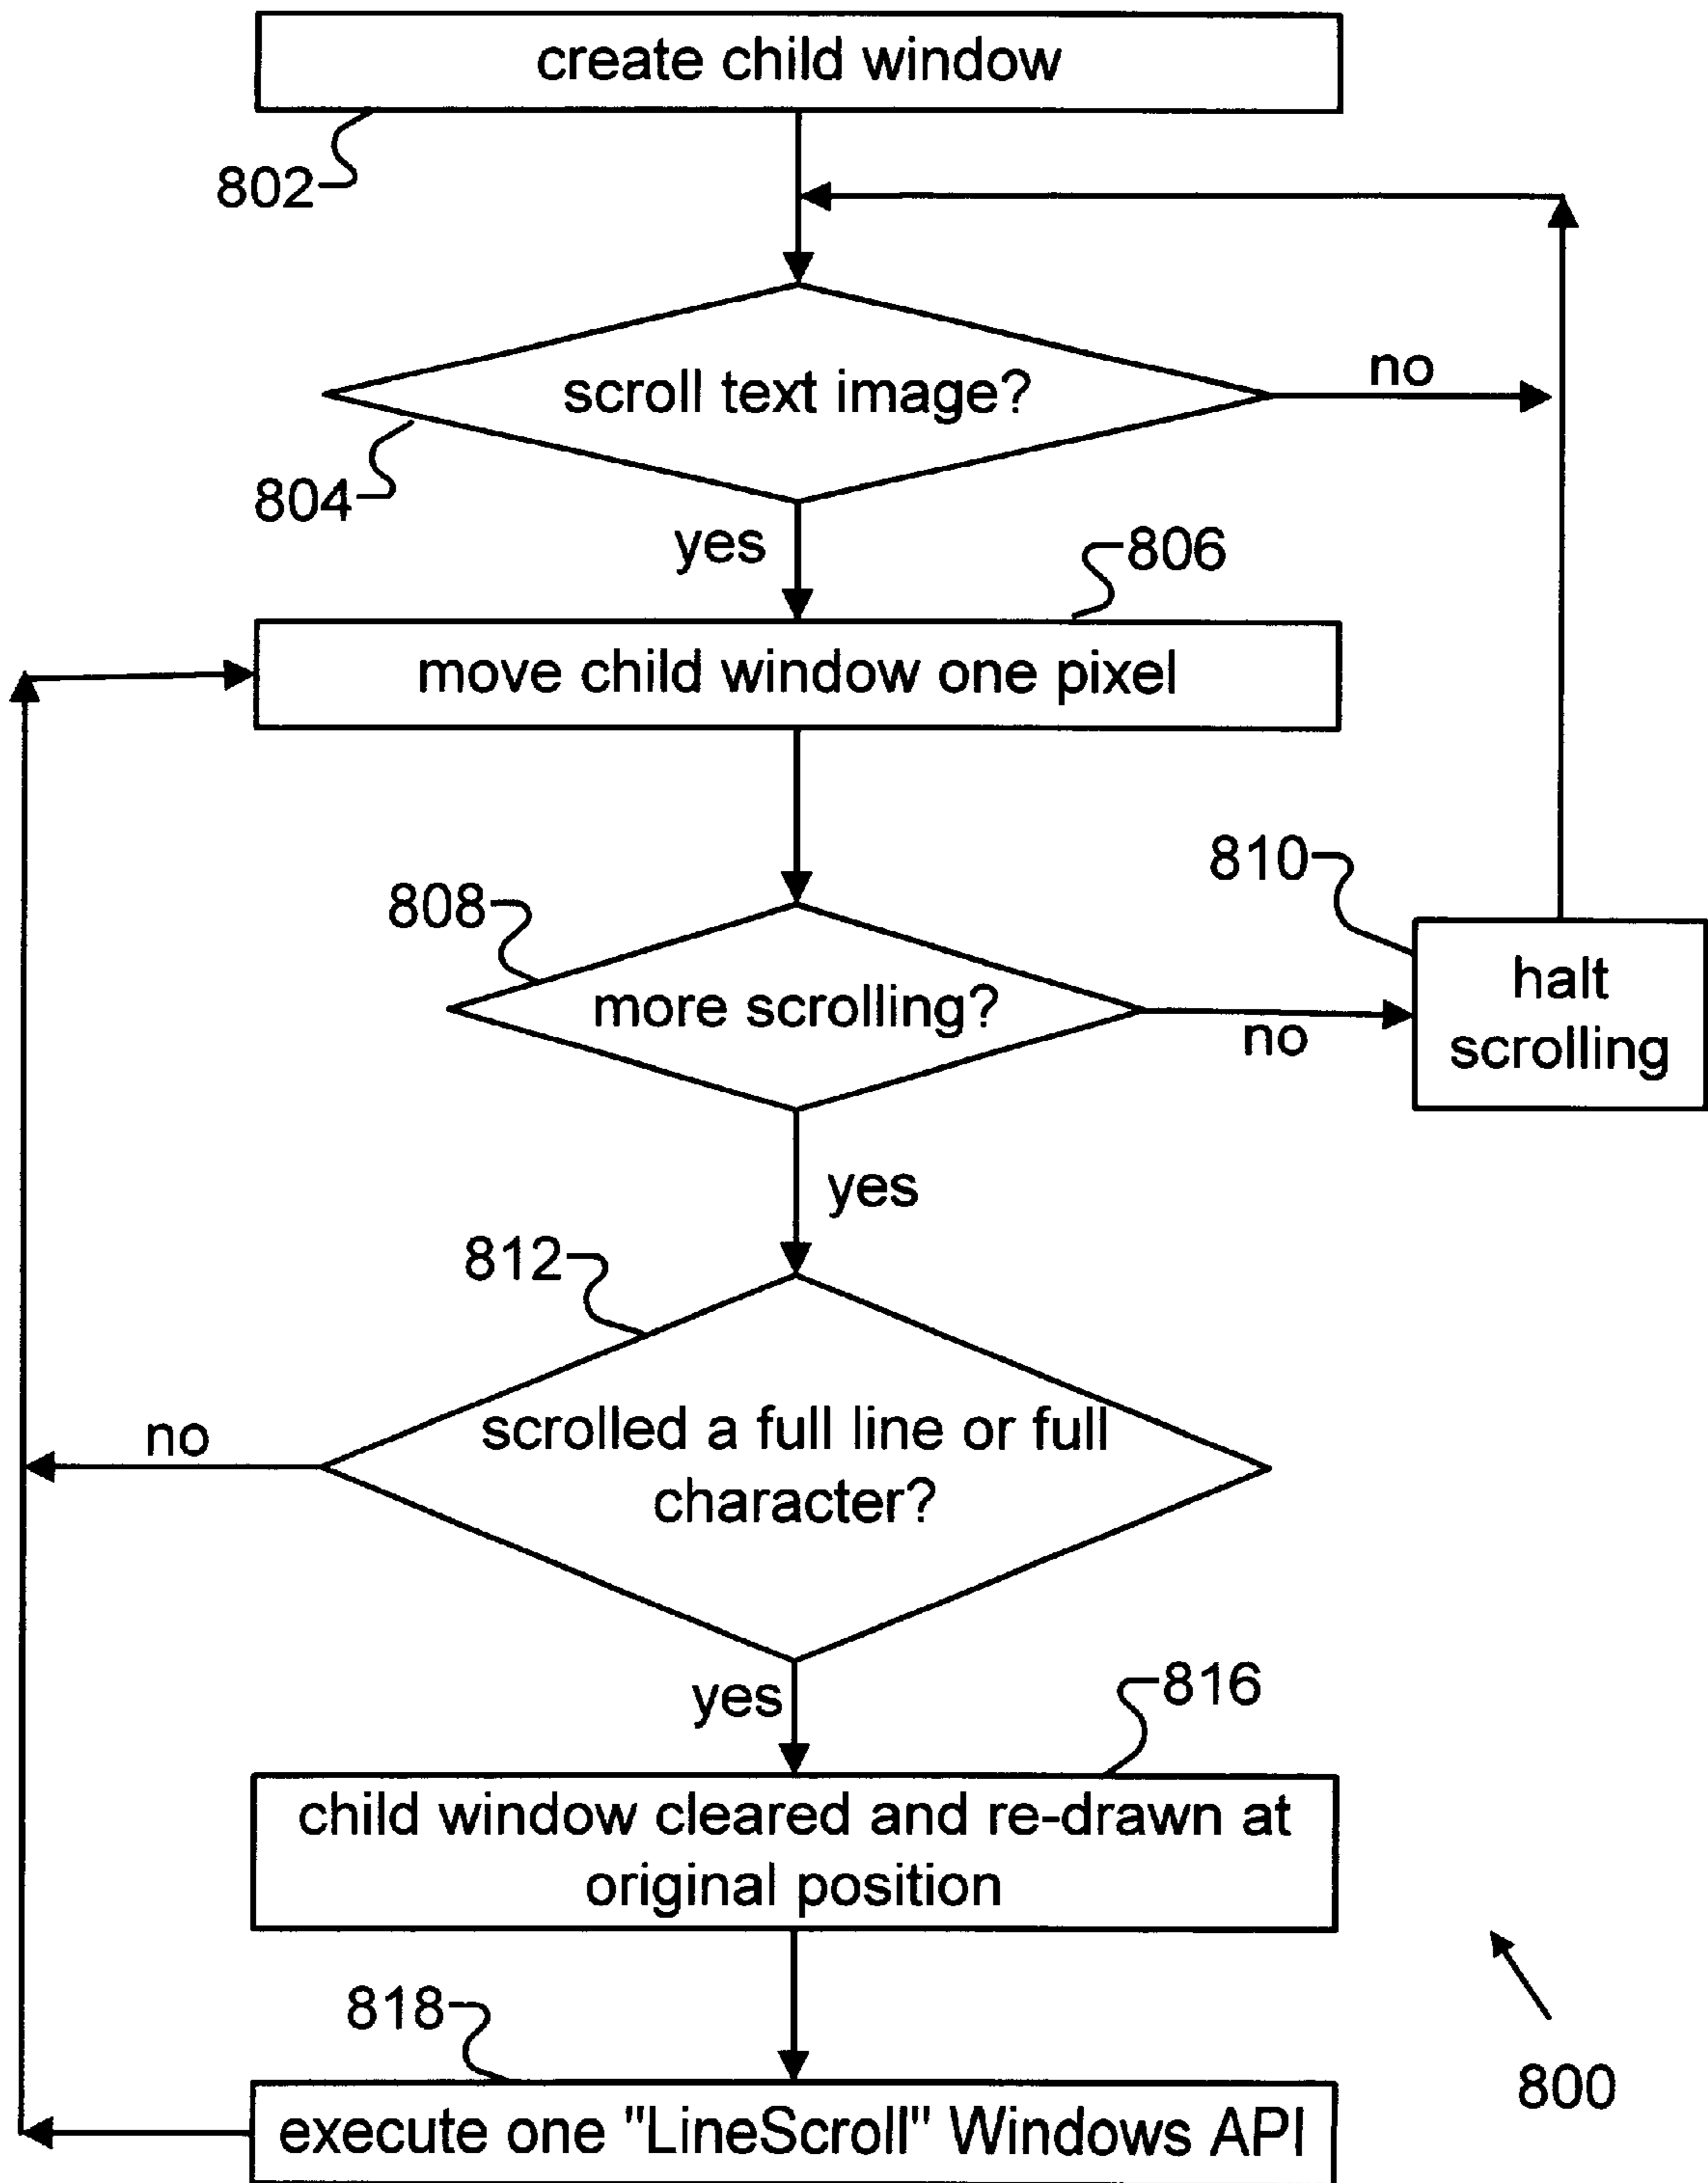 create child window
802
scroll text image?
no
804
yes
806
move child window one pixel
810
808
halt
scrolling
more scrolling?
no
yes
812
scrolled a full line or full
character?
no
yes
816
child window cleared and re-drawn at
original position
818
800
execute one "LineScroll" Windows API